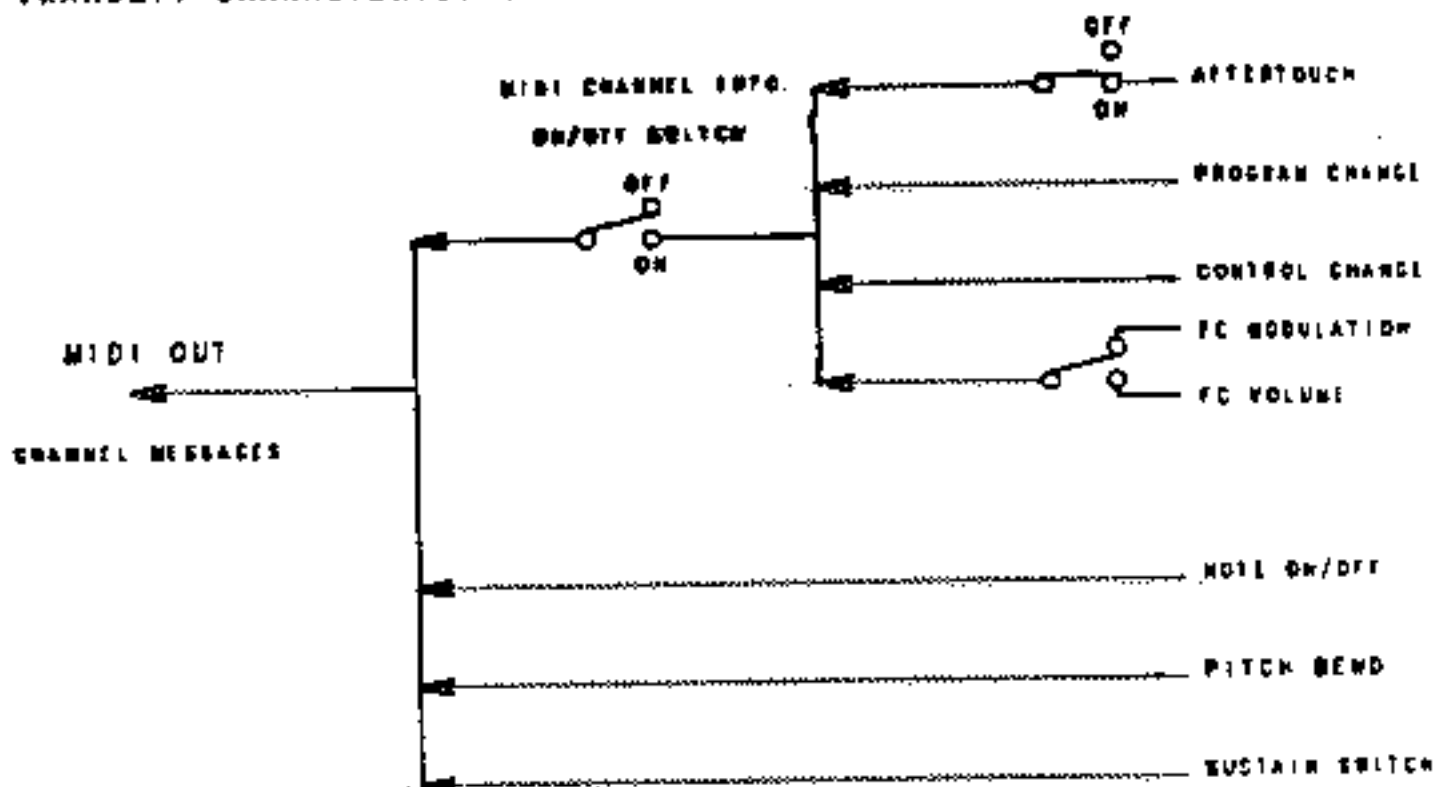 OFF
AFTERTOUCH
MIDI CHANNEL INFO.
ON
ON/OFF SWITCH
PROGRAM CHANGE
OFF
ON
CONTROL CHANGE
FC MODULATION
MIDI OUT
FC VOLUME
CHANNEL MESSAGES
NOTE ON/OFF
PITCH BEND
SUSTAIN SWITCH